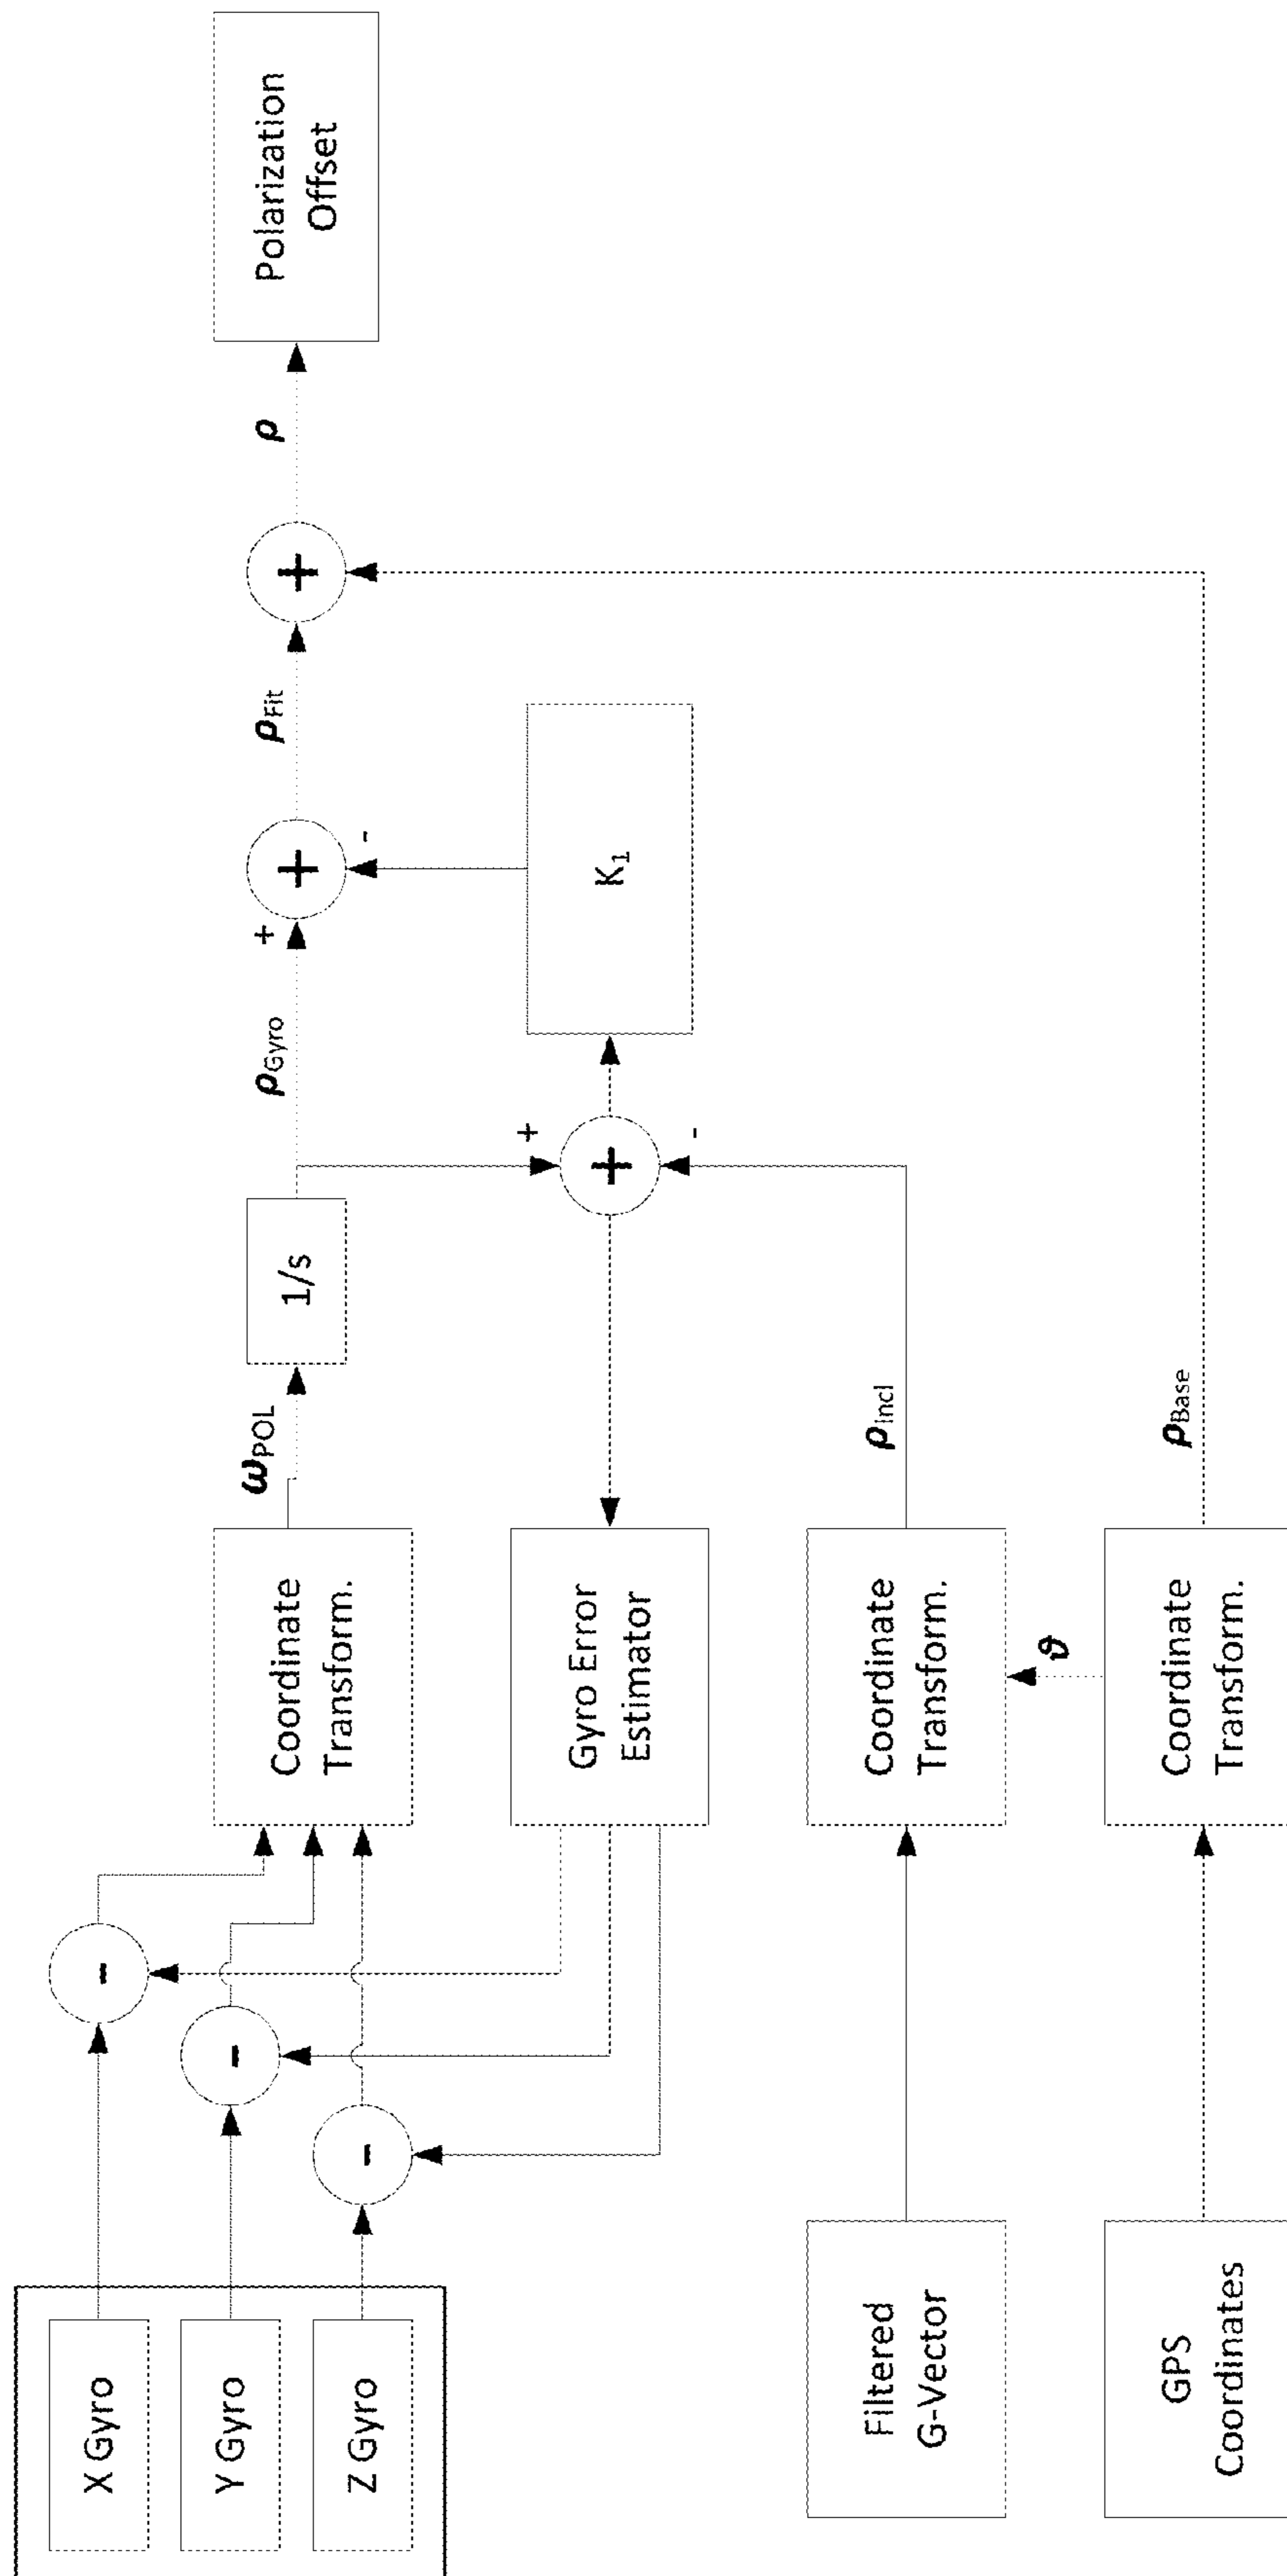 X Gyro
Y Gyro
Z Gyro
-
-
-
Coordinate
Transform.
ωPOL
1/s
ρGyro
+
+
-
ρFit
+
ρ
Polarization
Offset
Gyro Error
Estimator
+
+
-
K₁
Filtered
G-Vector
Coordinate
Transform.
ρIncl
ϑ
GPS
Coordinates
Coordinate
Transform.
ρBase